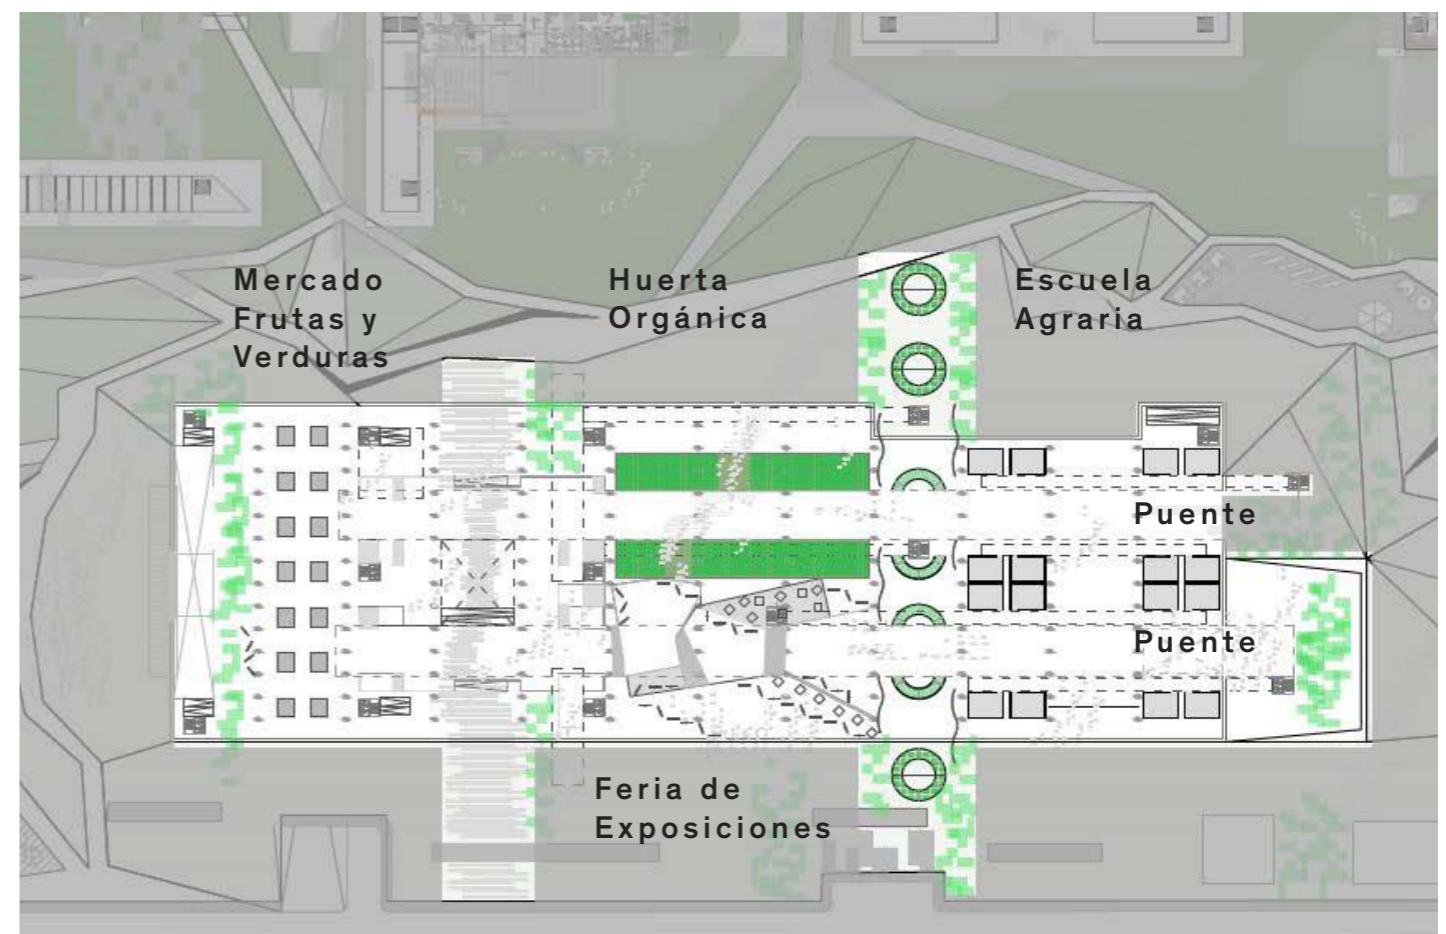 Mercado
Frutas y
Verduras
Huerta
Orgánica
Escuela
Agraria
Puente
Puente
Feria de
Exposiciones